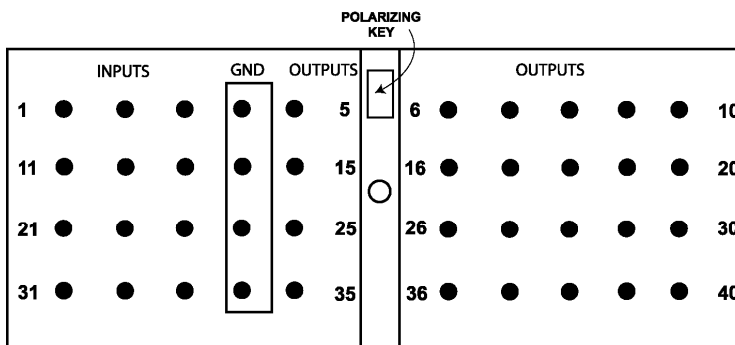 POLARIZING
KEY
INPUTS GND OUTPUTS OUTPUTS
1 5 6 10
11 15 16 20
21 25 26 30
31 35 36 40